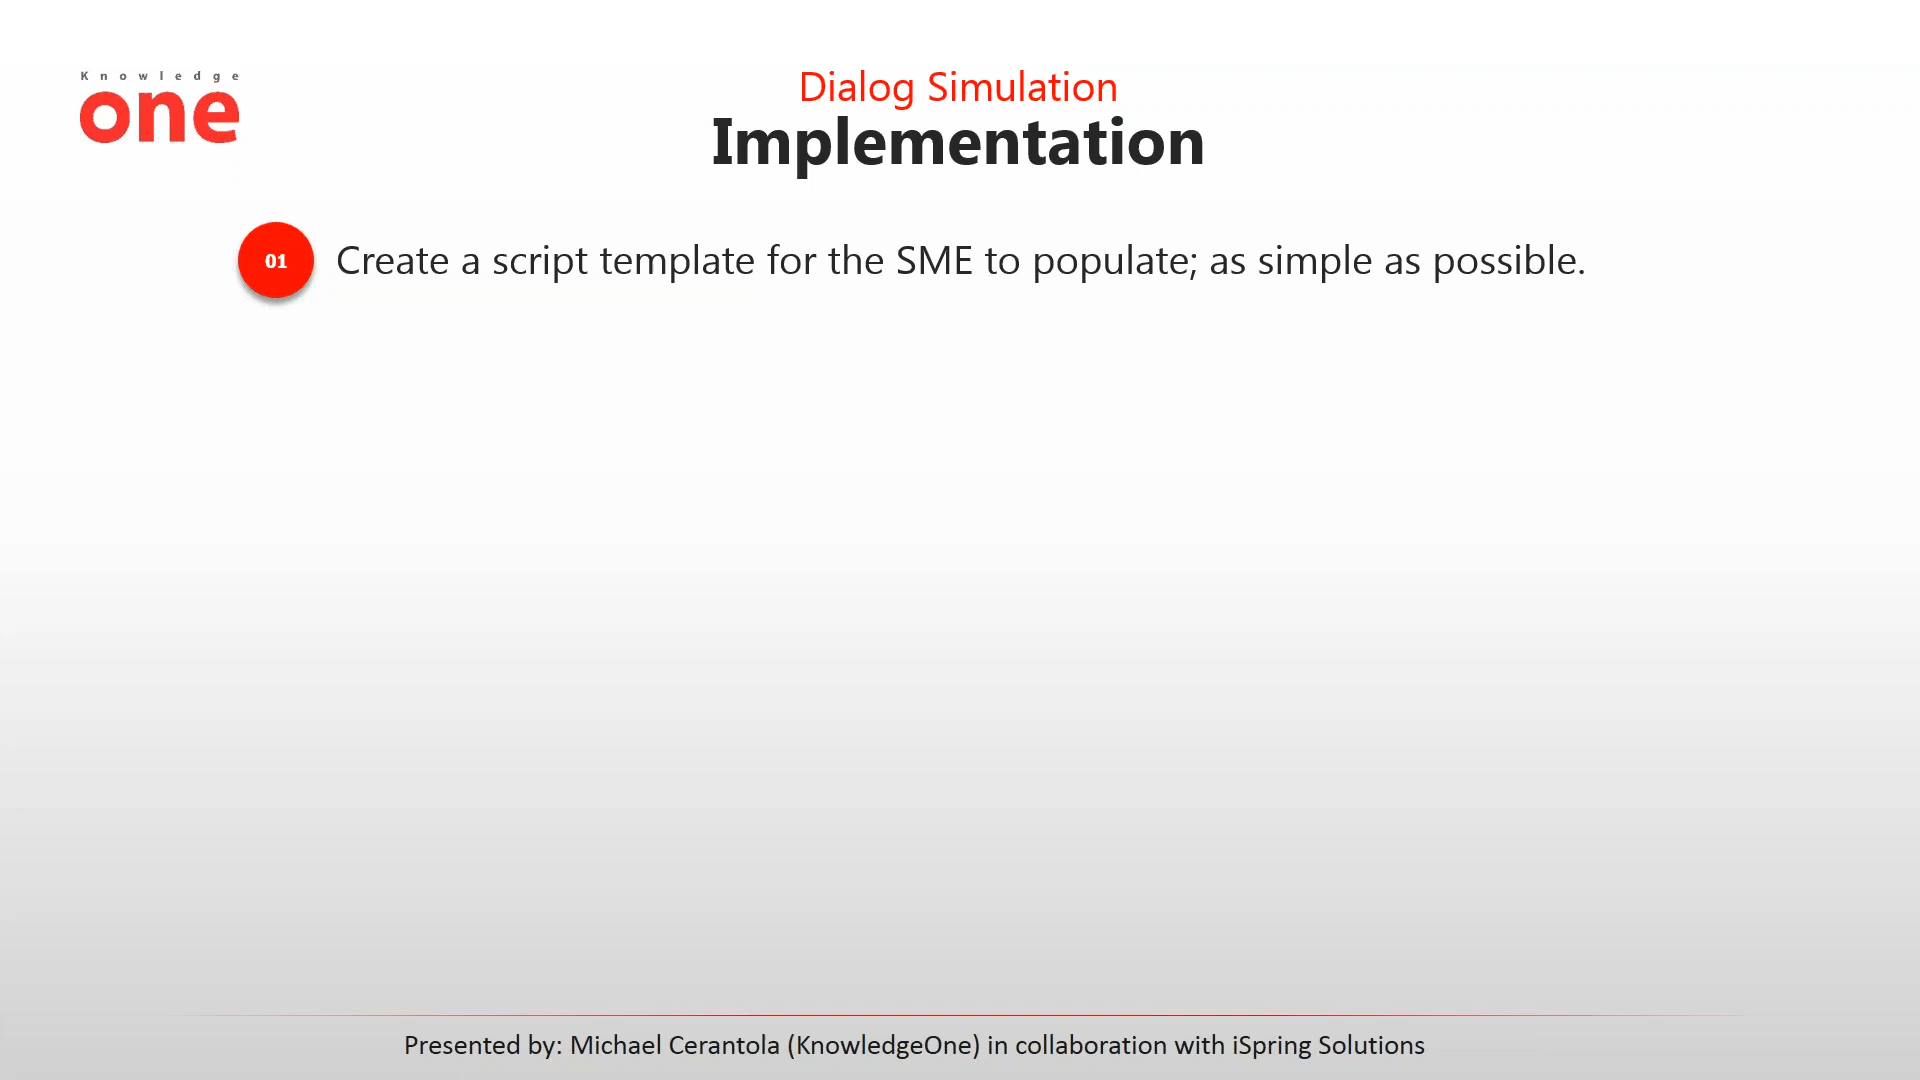 Knowledge
one
Dialog Simulation
Implementation
01 Create a script template for the SME to populate; as simple as possible.
Presented by: Michael Cerantola (KnowledgeOne) in collaboration with iSpring Solutions